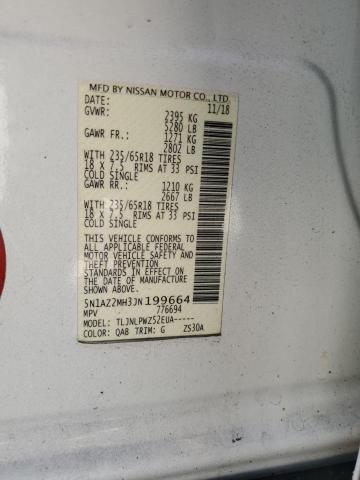 MFD BY NISSAN MOTOR CO., LTD.
DATE: 11/18
GVWR: 2395 KG
5280 LB
GAWR FR.: 1271 KG
2802 LB
WITH 235/65R18 TIRES
18 X 7.5 RIMS AT 33 PSI
COLD SINGLE
GAWR RR.: 1210 KG
2667 LB
WITH 235/65R18 TIRES
18 X 7.5 RIMS AT 33 PSI
COLD SINGLE
THIS VEHICLE CONFORMS TO
ALL APPLICABLE FEDERAL
MOTOR VEHICLE SAFETY
STANDARDS IN EFFECT ON
THE DATE OF MANUFACTURE
SHOWN ABOVE.
5N1AZ2MH3JN199664
MPV 776694
MODEL: TLJNLPWZ52EUA-----
COLOR: QAB TRIM: G ZS30A